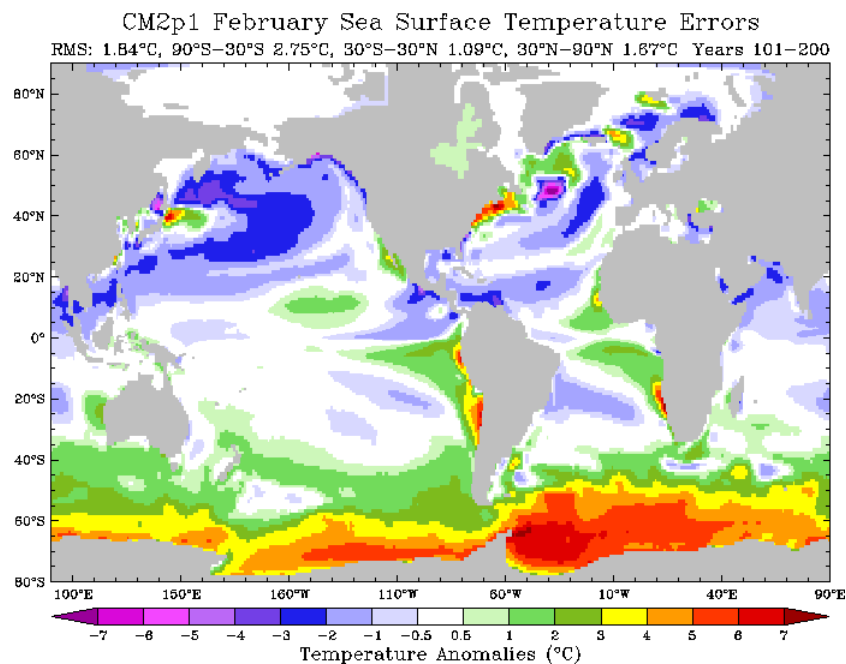 CM2p1 February Sea Surface Temperature Errors
RMS: 1.84°C, 90°S−30°S 2.75°C, 30°S−30°N 1.09°C, 30°N−90°N 1.67°C Years 101−200
80°N
60°N
40°N
20°N
0°
20°S
40°S
60°S
80°S
100°E 150°E 160°W 110°W 60°W 10°W 40°E 90°E
−7 −6 −5 −4 −3 −2 −1 −0.5 0.5 1 2 3 4 5 6 7
Temperature Anomalies (°C)